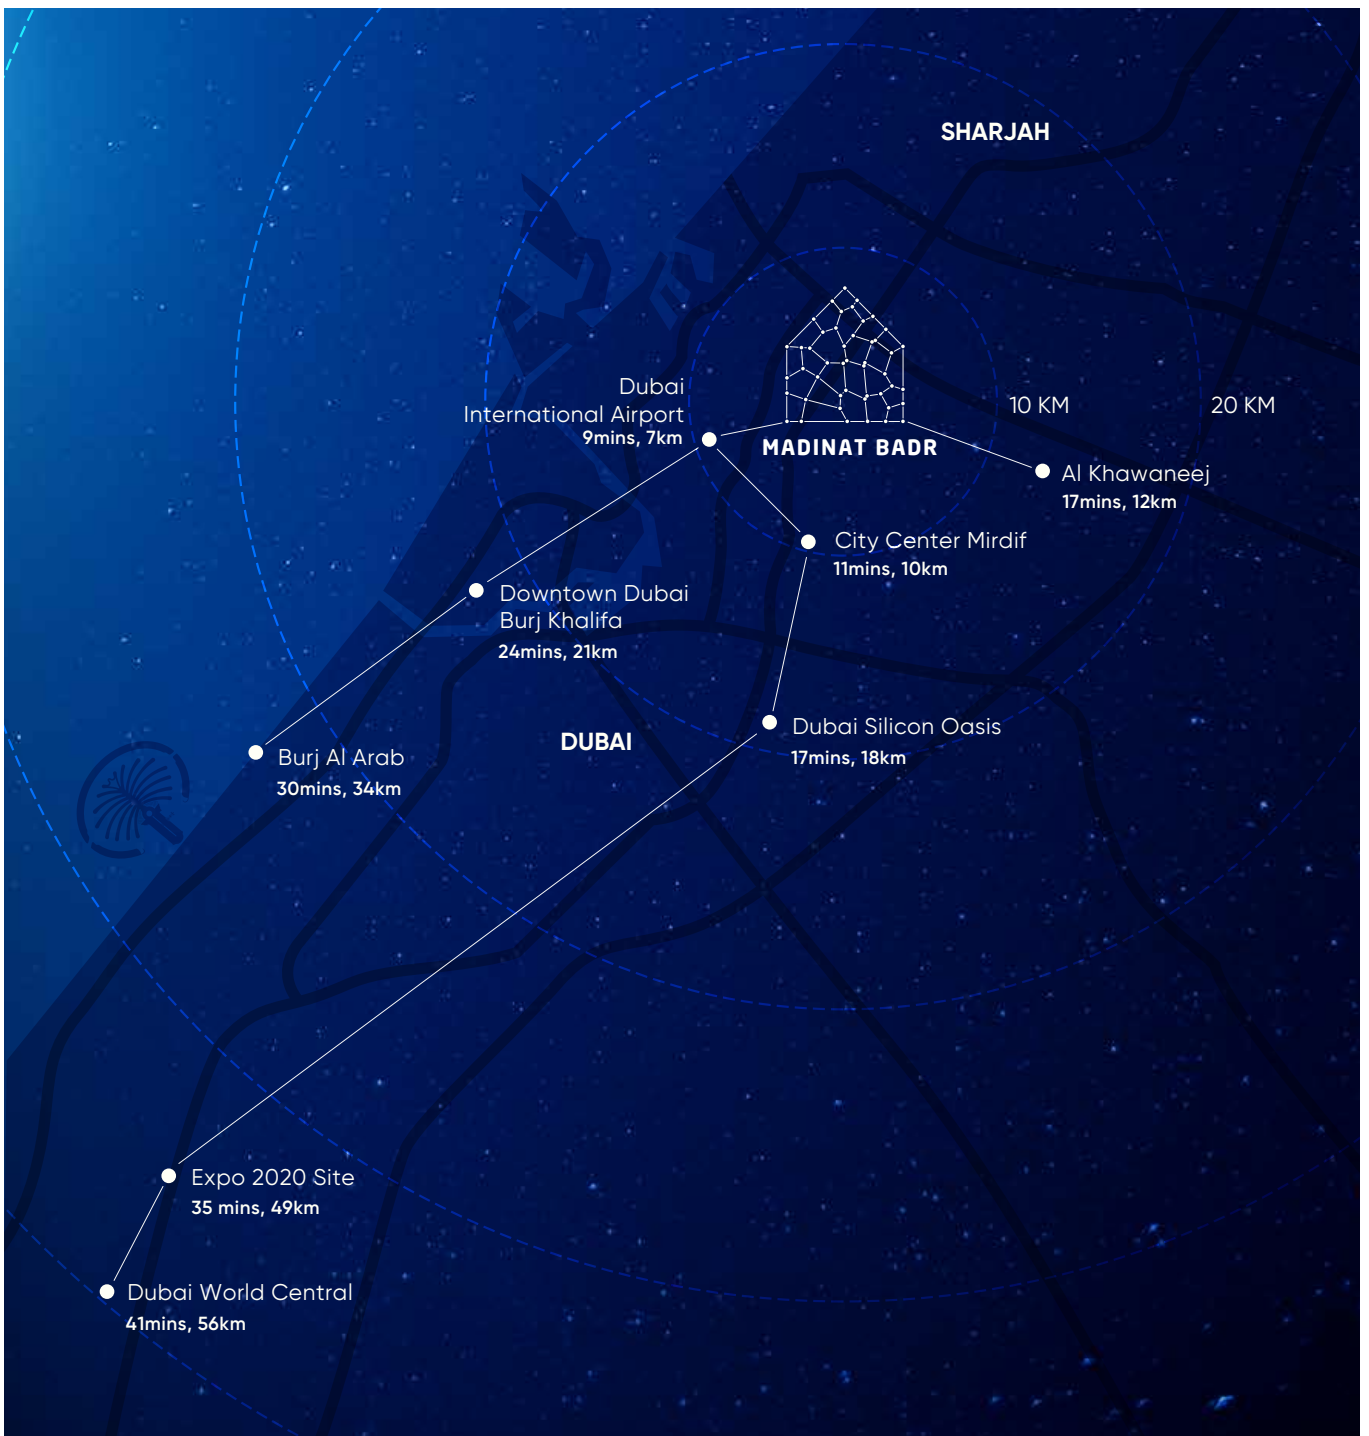 SHARJAH
Dubai
International Airport
9mins, 7km
MADINAT BADR
10 KM
20 KM
Al Khawaneej
17mins, 12km
City Center Mirdif
11mins, 10km
Downtown Dubai
Burj Khalifa
24mins, 21km
DUBAI
Dubai Silicon Oasis
17mins, 18km
Burj Al Arab
30mins, 34km
Expo 2020 Site
35 mins, 49km
Dubai World Central
41mins, 56km